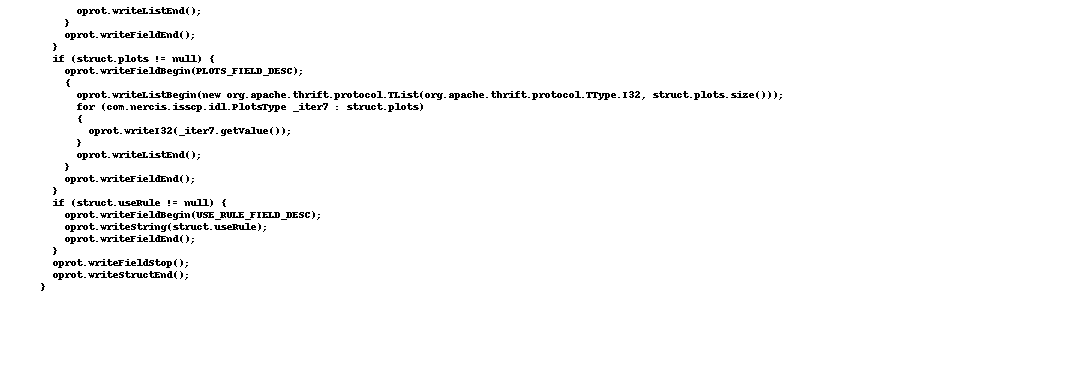 oprot.writeListEnd();
}
oprot.writeFieldEnd();
}
if (struct.plots != null) {
oprot.writeFieldBegin(PLOTS_FIELD_DESC);
{
oprot.writeListBegin(new org.apache.thrift.protocol.TList(org.apache.thrift.protocol.TType.I32, struct.plots.size()));
for (com.nercis.isscp.idl.PlotsType _iter7 : struct.plots)
{
oprot.writeI32(_iter7.getValue());
}
oprot.writeListEnd();
}
oprot.writeFieldEnd();
}
if (struct.useRule != null) {
oprot.writeFieldBegin(USE_RULE_FIELD_DESC);
oprot.writeString(struct.useRule);
oprot.writeFieldEnd();
}
oprot.writeFieldStop();
oprot.writeStructEnd();
}